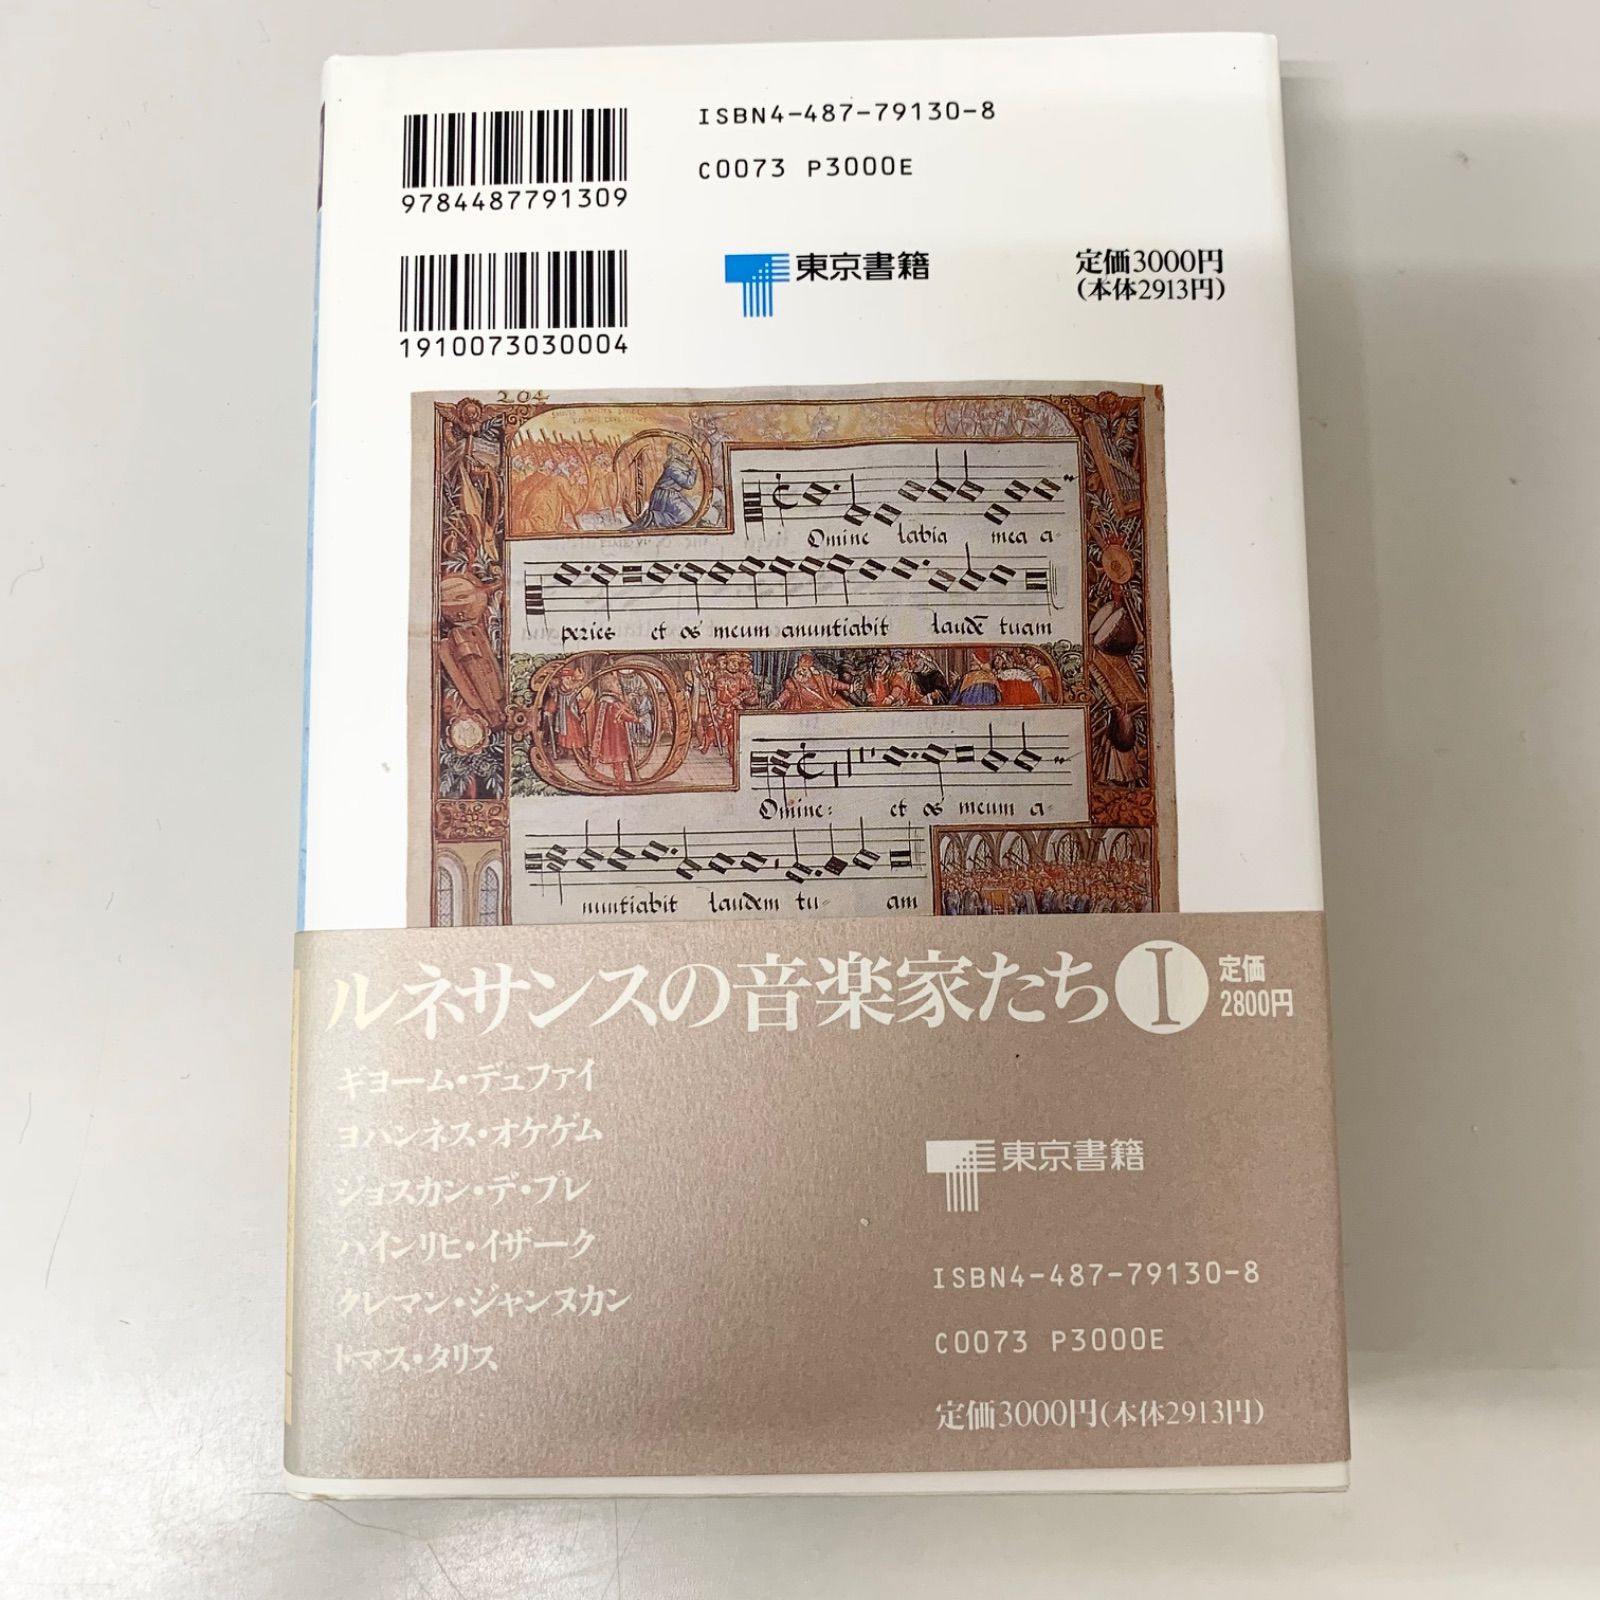 ISBN4-487-79130-8
C0073 P3000E
9784487791309
東京書籍
定価3000円
(本体2913円)
1910073030004
204
Omine labia mea a-
peries et os meum anuntiabit laudē tuam
Omine: et os meum a-
nuntiabit laudem tu- am
ルネサンスの音楽家たち I 定価
2800円
ギヨーム・デュファイ
ヨハンネス・オケゲム
ジョスカン・デ・プレ
ハインリヒ・イザーク
クレマン・ジャンヌカン
トマス・タリス
東京書籍
ISBN4-487-79130-8
C0073 P3000E
定価3000円(本体2913円)